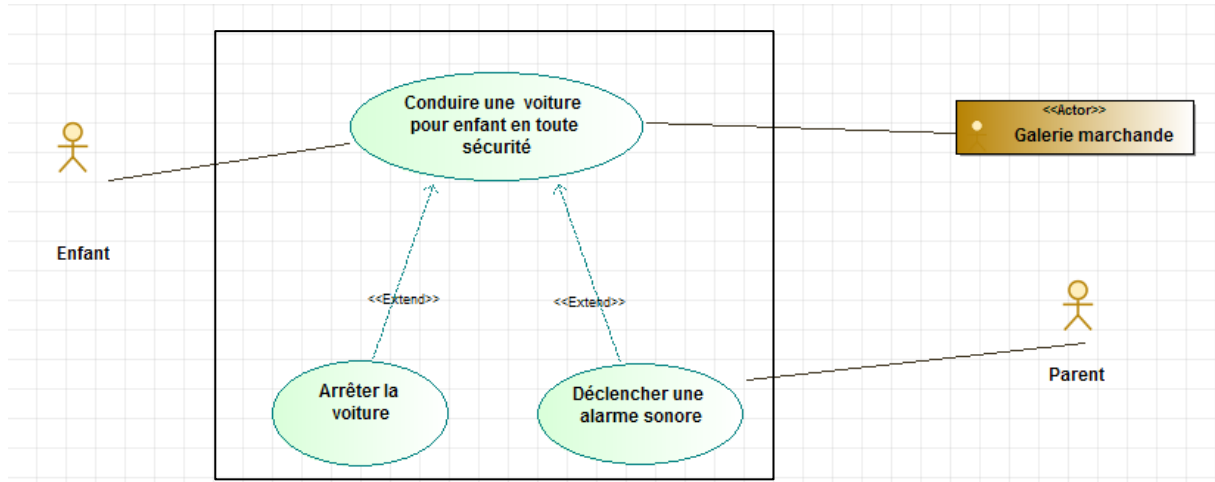 Conduire une voiture
pour enfant en toute
sécurité
<<Actor>>
Galerie marchande
Enfant
<<Extend>>
<<Extend>>
Parent
Arrêter la
voiture
Déclencher une
alarme sonore